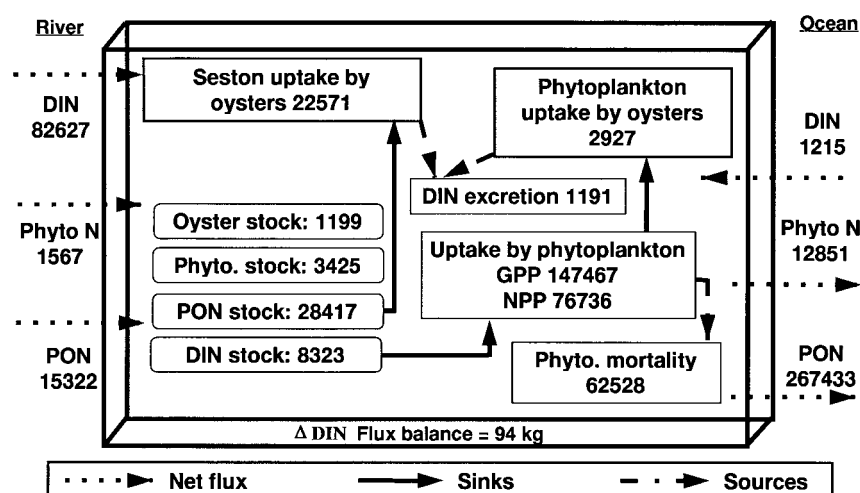 River
Ocean
Seston uptake by
oysters 22571
Phytoplankton
uptake by oysters
2927
DIN
82627
DIN
1215
DIN excretion 1191
Phyto N
1567
Oyster stock: 1199
Phyto. stock: 3425
PON stock: 28417
DIN stock: 8323
Uptake by phytoplankton
GPP 147467
NPP 76736
Phyto N
12851
PON
15322
Phyto. mortality
62528
PON
267433
Δ DIN Flux balance = 94 kg
Net flux
Sinks
Sources